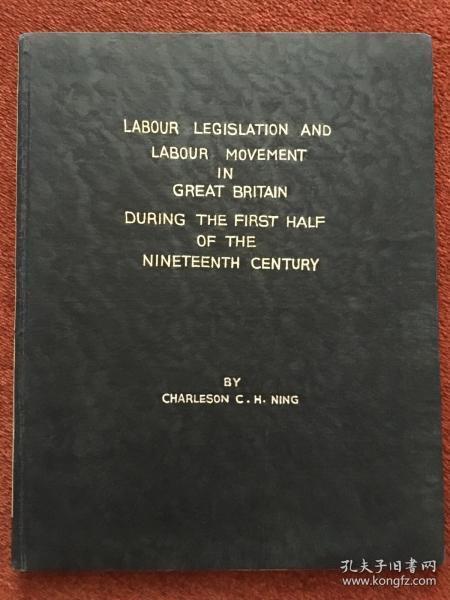 LABOUR LEGISLATION AND
LABOUR MOVEMENT
IN
GREAT BRITAIN
DURING THE FIRST HALF
OF THE
NINETEENTH CENTURY
BY
CHARLESON C. H. NING
孔夫子旧书网
www.kongfz.com